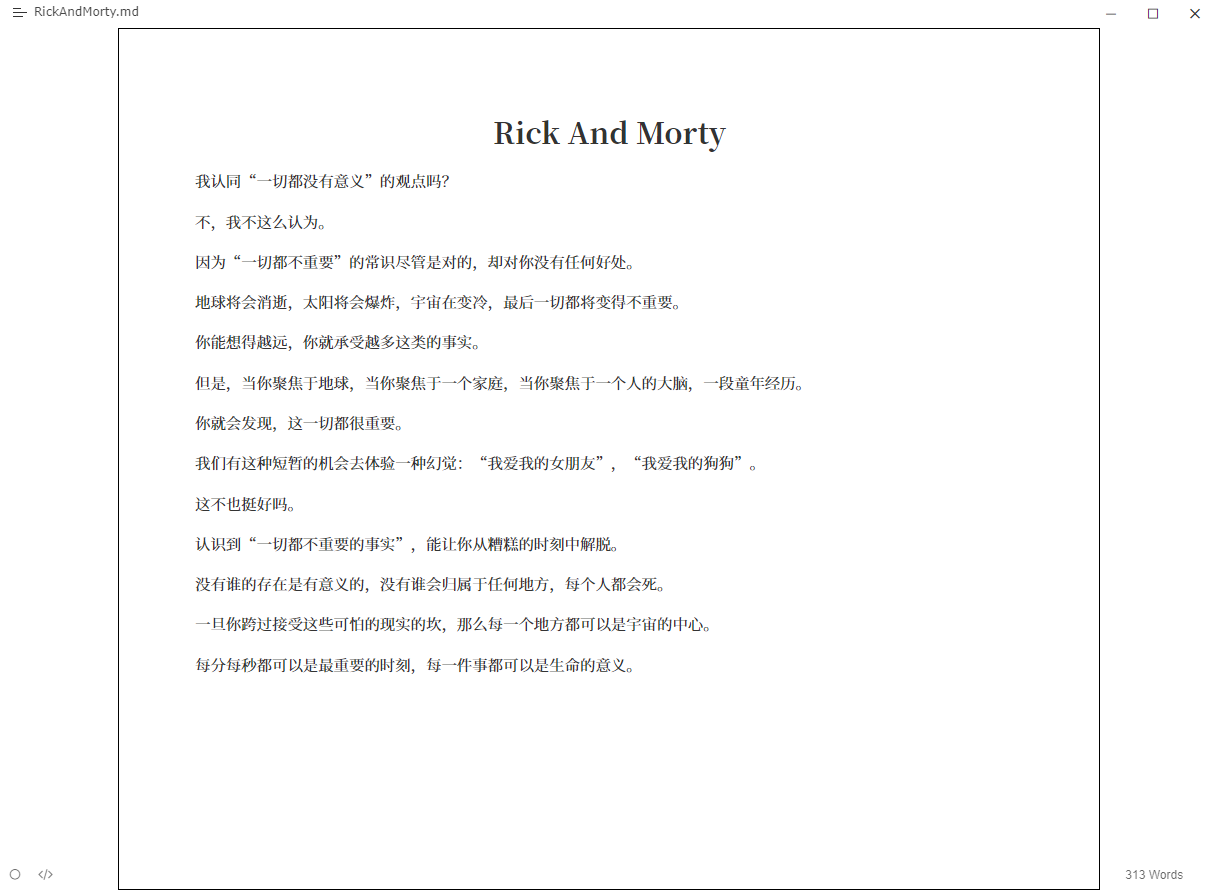 RickAndMorty.md
Rick And Morty
我认同“一切都没有意义”的观点吗？
不，我不这么认为。
因为“一切都不重要”的常识尽管是对的，却对你没有任何好处。
地球将会消逝，太阳将会爆炸，宇宙在变冷，最后一切都将变得不重要。
你能想得越远，你就承受越多这类的事实。
但是，当你聚焦于地球，当你聚焦于一个家庭，当你聚焦于一个人的大脑，一段童年经历。
你就会发现，这一切都很重要。
我们有这种短暂的机会去体验一种幻觉：“我爱我的女朋友”，“我爱我的狗狗”。
这不也挺好吗。
认识到“一切都不重要的事实”，能让你从糟糕的时刻中解脱。
没有谁的存在是有意义的，没有谁会归属于任何地方，每个人都会死。
一旦你跨过接受这些可怕的现实的坎，那么每一个地方都可以是宇宙的中心。
每分每秒都可以是最重要的时刻，每一件事都可以是生命的意义。
</>
313 Words